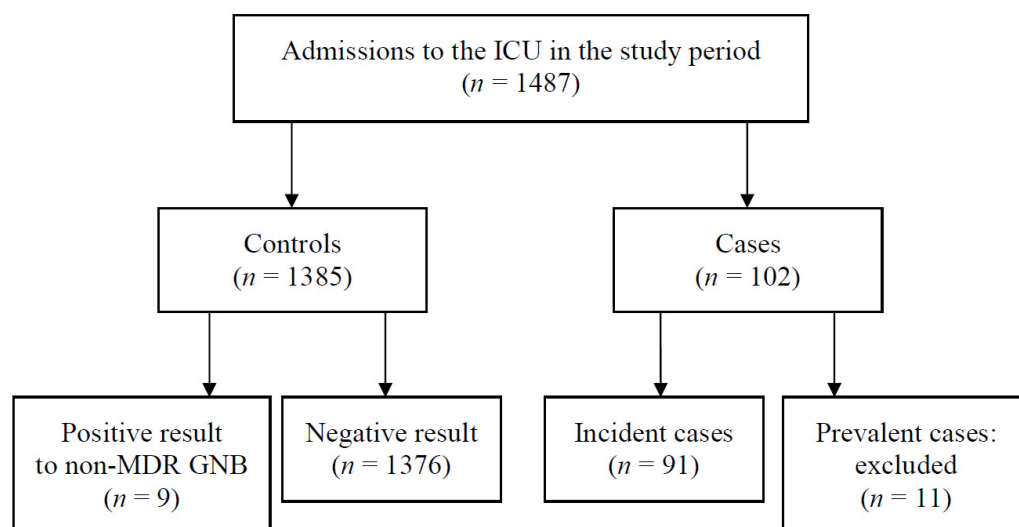 Admissions to the ICU in the study period
(n = 1487)
Controls
(n = 1385)
Cases
(n = 102)
Positive result
to non-MDR GNB
(n = 9)
Negative result
(n = 1376)
Incident cases
(n = 91)
Prevalent cases:
excluded
(n = 11)